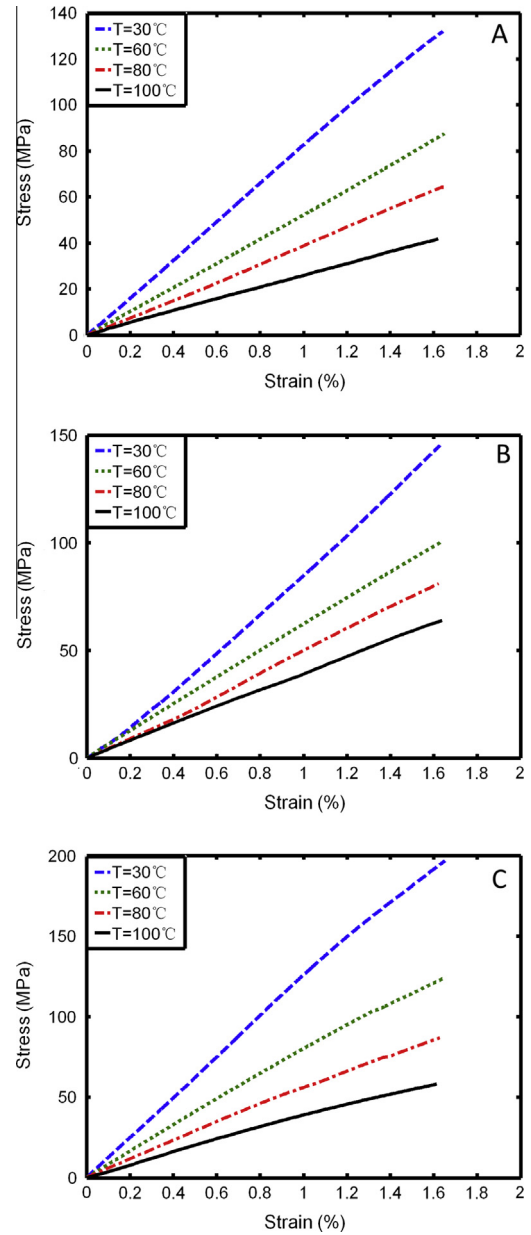 140
120
100
80
60
40
20
0
Stress (MPa)
T=30℃
T=60℃
T=80℃
T=100℃
A
0 0.2 0.4 0.6 0.8 1 1.2 1.4 1.6 1.8 2
Strain (%)
150
100
50
0
Stress (MPa)
T=30℃
T=60℃
T=80℃
T=100℃
B
0 0.2 0.4 0.6 0.8 1 1.2 1.4 1.6 1.8 2
Strain (%)
200
150
100
50
0
Stress (MPa)
T=30℃
T=60℃
T=80℃
T=100℃
C
0 0.2 0.4 0.6 0.8 1 1.2 1.4 1.6 1.8 2
Strain (%)